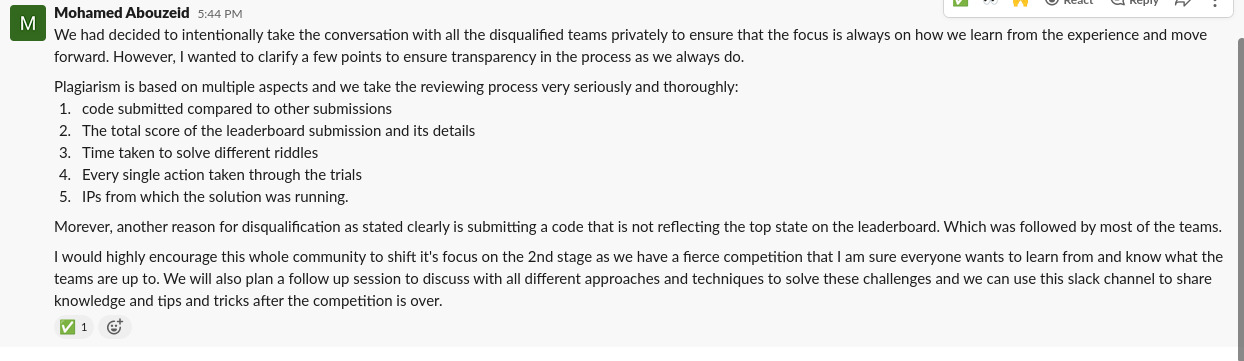 M
Mohamed Abouzeid 5:44 PM
React
Reply
We had decided to intentionally take the conversation with all the disqualified teams privately to ensure that the focus is always on how we learn from the experience and move
forward. However, I wanted to clarify a few points to ensure transparency in the process as we always do.
Plagiarism is based on multiple aspects and we take the reviewing process very seriously and thoroughly:
1. code submitted compared to other submissions
2. The total score of the leaderboard submission and its details
3. Time taken to solve different riddles
4. Every single action taken through the trials
5. IPs from which the solution was running.
Morever, another reason for disqualification as stated clearly is submitting a code that is not reflecting the top state on the leaderboard. Which was followed by most of the teams.
I would highly encourage this whole community to shift it's focus on the 2nd stage as we have a fierce competition that I am sure everyone wants to learn from and know what the
teams are up to. We will also plan a follow up session to discuss with all different approaches and techniques to solve these challenges and we can use this slack channel to share
knowledge and tips and tricks after the competition is over.
1